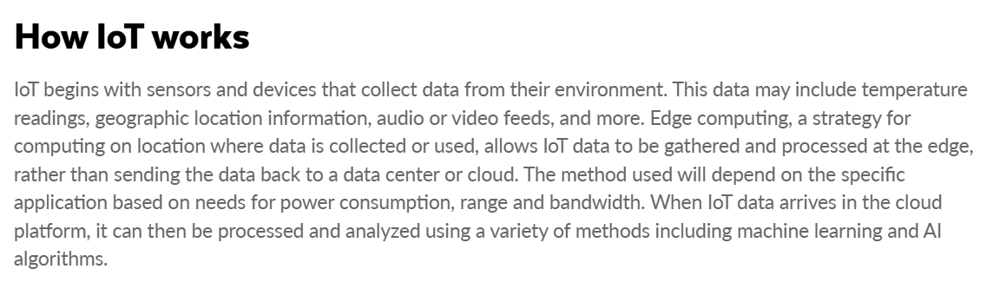 How IoT works
IoT begins with sensors and devices that collect data from their environment. This data may include temperature
readings, geographic location information, audio or video feeds, and more. Edge computing, a strategy for
computing on location where data is collected or used, allows IoT data to be gathered and processed at the edge,
rather than sending the data back to a data center or cloud. The method used will depend on the specific
application based on needs for power consumption, range and bandwidth. When IoT data arrives in the cloud
platform, it can then be processed and analyzed using a variety of methods including machine learning and AI
algorithms.